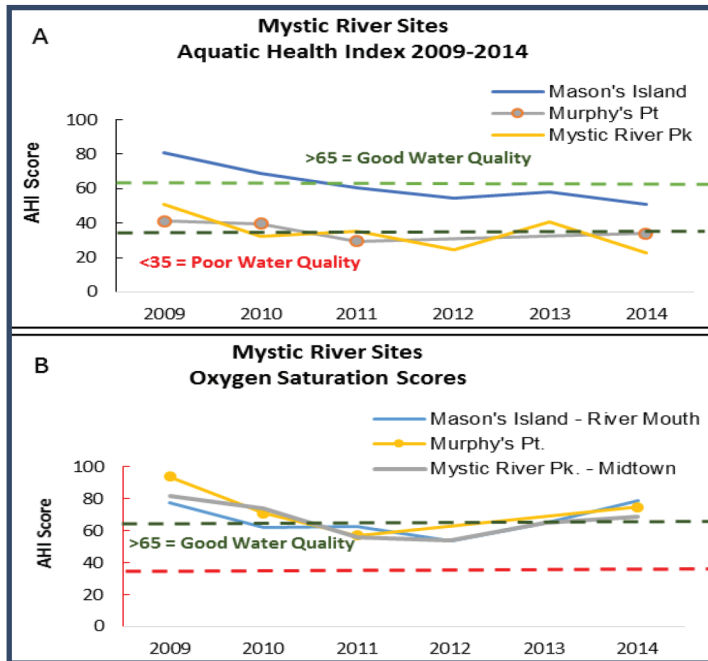 A
Mystic River Sites
Aquatic Health Index 2009-2014
Mason's Island
Murphy's Pt
Mystic River Pk
100
80
60
40
20
0
AHI Score
>65 = Good Water Quality
<35 = Poor Water Quality
2009 2010 2011 2012 2013 2014
B
Mystic River Sites
Oxygen Saturation Scores
Mason's Island - River Mouth
Murphy's Pt.
Mystic River Pk. - Midtown
100
80
60
40
20
0
AHI Score
>65 = Good Water Quality
2009 2010 2011 2012 2013 2014